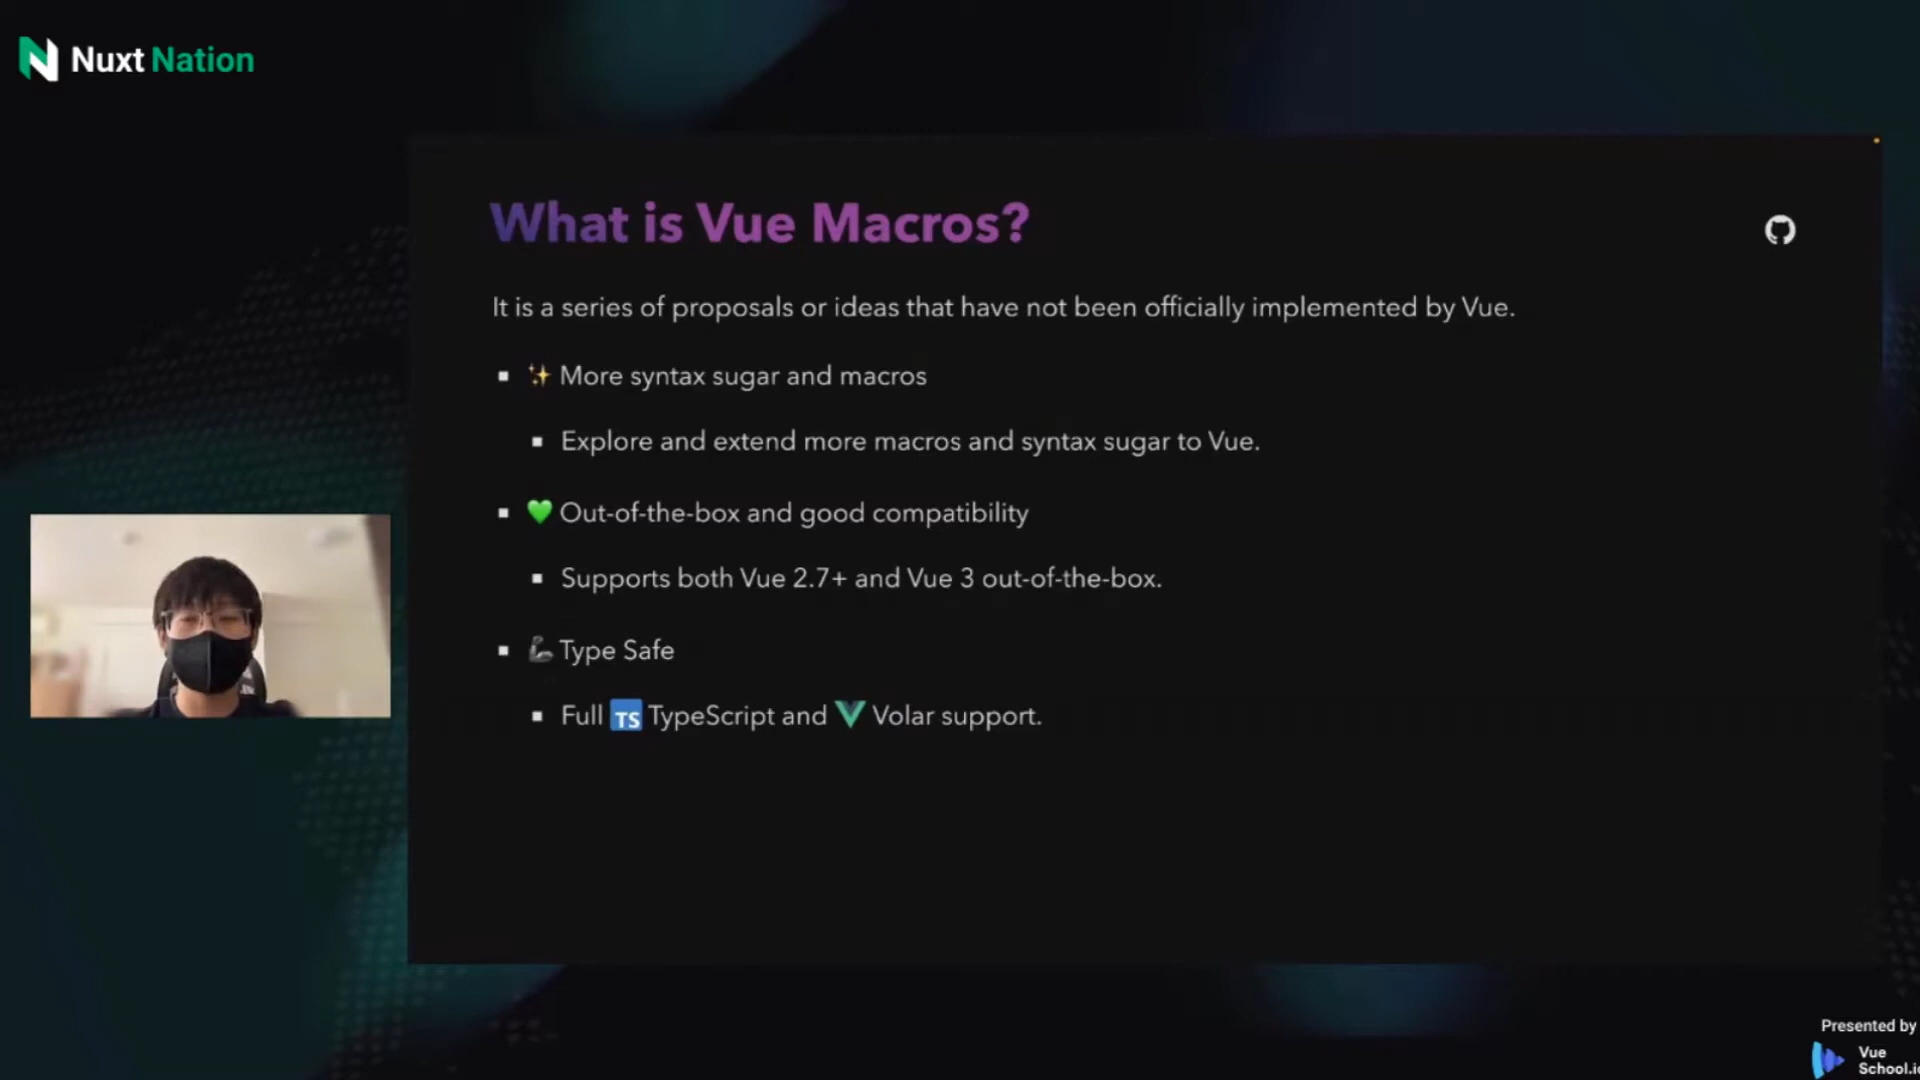 Nuxt Nation
What is Vue Macros?
It is a series of proposals or ideas that have not been officially implemented by Vue.
✨ More syntax sugar and macros
Explore and extend more macros and syntax sugar to Vue.
💚 Out-of-the-box and good compatibility
Supports both Vue 2.7+ and Vue 3 out-of-the-box.
🦾 Type Safe
Full TS TypeScript and Volar support.
Presented by
Vue
School.io